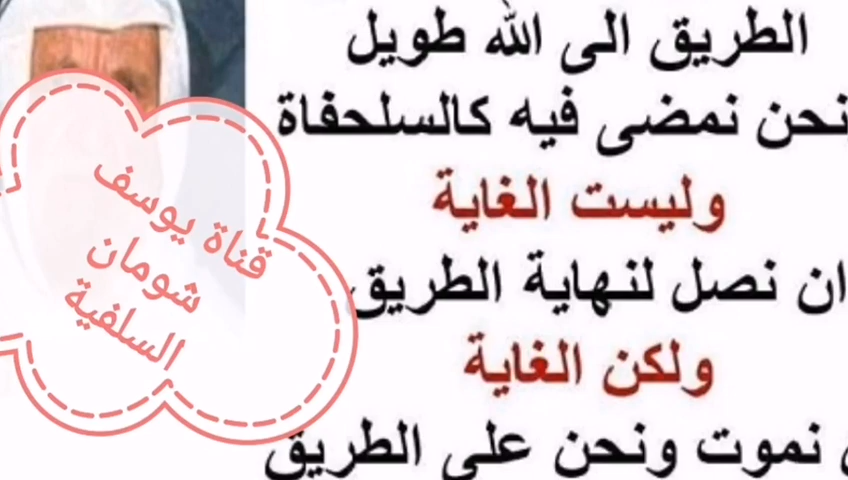 الطريق الى الله طويل
ونحن نمضى فيه كالسلحفاة
وليست الغاية
ان نصل لنهاية الطريق
ولكن الغاية
نموت ونحن على الطريق
قناة يوسف
شومان
السلفية